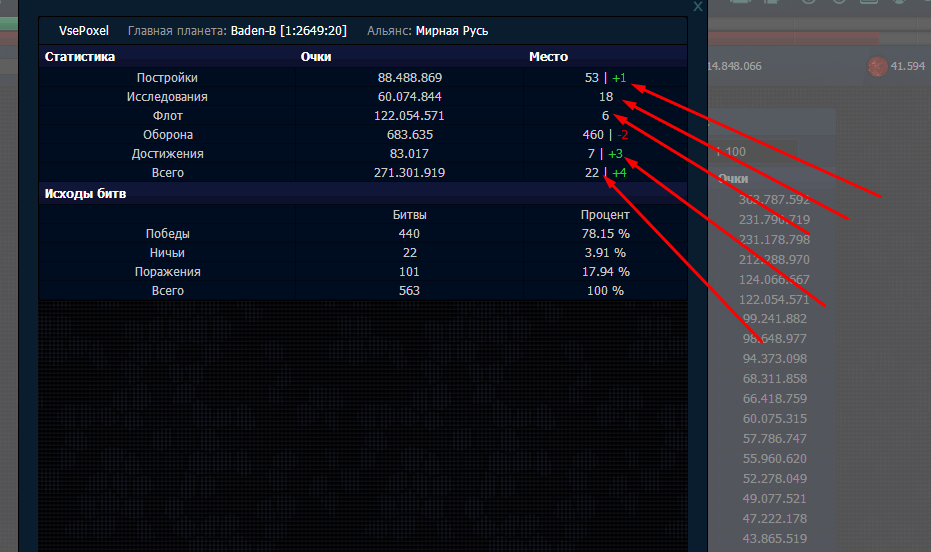 X
VsePoxel Главная планета: Baden-B [1:2649:20] Альянс: Мирная Русь
Статистика Очки Место
Постройки 88.488.869 53 | +1
Исследования 60.074.844 18
Флот 122.054.571 6
Оборона 683.635 460 | -2
Достижения 83.017 7 | +3
Всего 271.301.919 22 | +4
Исходы битв
Битвы Процент
Победы 440 78.15 %
Ничьи 22 3.91 %
Поражения 101 17.94 %
Всего 563 100 %
14.848.066 41.594
100
Очки
363.787.592
231.790.719
231.178.798
212.288.970
124.066.567
122.054.571
99.241.882
98.648.977
94.373.098
68.311.858
66.418.759
60.075.315
57.786.747
55.960.620
52.278.049
49.077.521
47.222.178
43.865.519